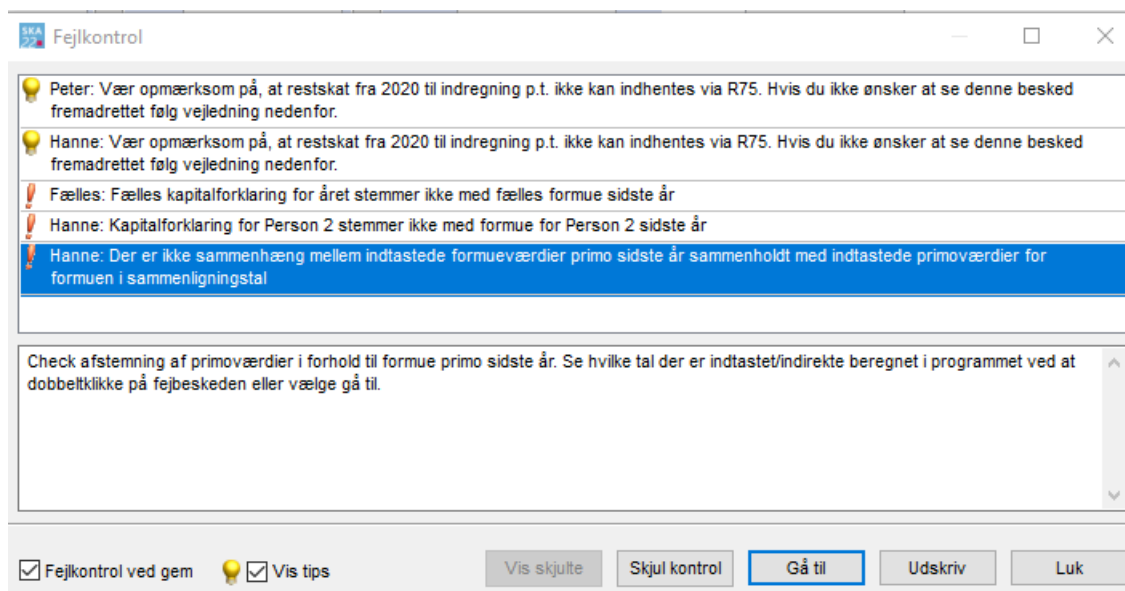 SKA
22
Fejlkontrol
Peter: Vær opmærksom på, at restskat fra 2020 til indregning p.t. ikke kan indhentes via R75. Hvis du ikke ønsker at se denne besked
fremadrettet følg vejledning nedenfor.
Hanne: Vær opmærksom på, at restskat fra 2020 til indregning p.t. ikke kan indhentes via R75. Hvis du ikke ønsker at se denne besked
fremadrettet følg vejledning nedenfor.
Fælles: Fælles kapitalforklaring for året stemmer ikke med fælles formue sidste år
Hanne: Kapitalforklaring for Person 2 stemmer ikke med formue for Person 2 sidste år
Hanne: Der er ikke sammenhæng mellem indtastede formueværdier primo sidste år sammenholdt med indtastede primoværdier for
formuen i sammenligningstal
Check afstemning af primoværdier i forhold til formue primo sidste år. Se hvilke tal der er indtastet/indirekte beregnet i programmet ved at
dobbeltklikke på fejbeskeden eller vælge gå til.
Fejlkontrol ved gem Vis tips Vis skjulte Skjul kontrol Gå til Udskriv Luk